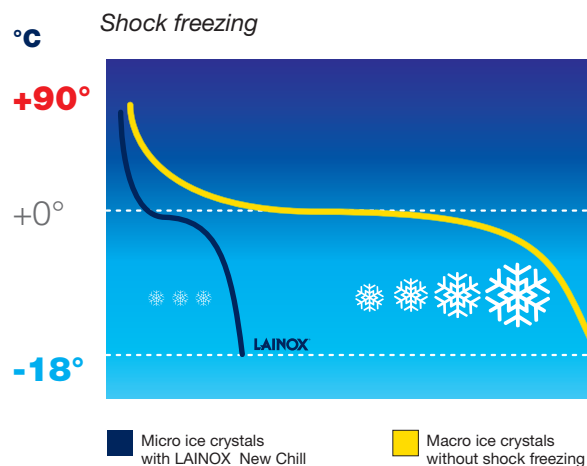 Shock freezing
°C
+90°
+0°
-18°
LAINOX
Micro ice crystals
with LAINOX New Chill
Macro ice crystals
without shock freezing